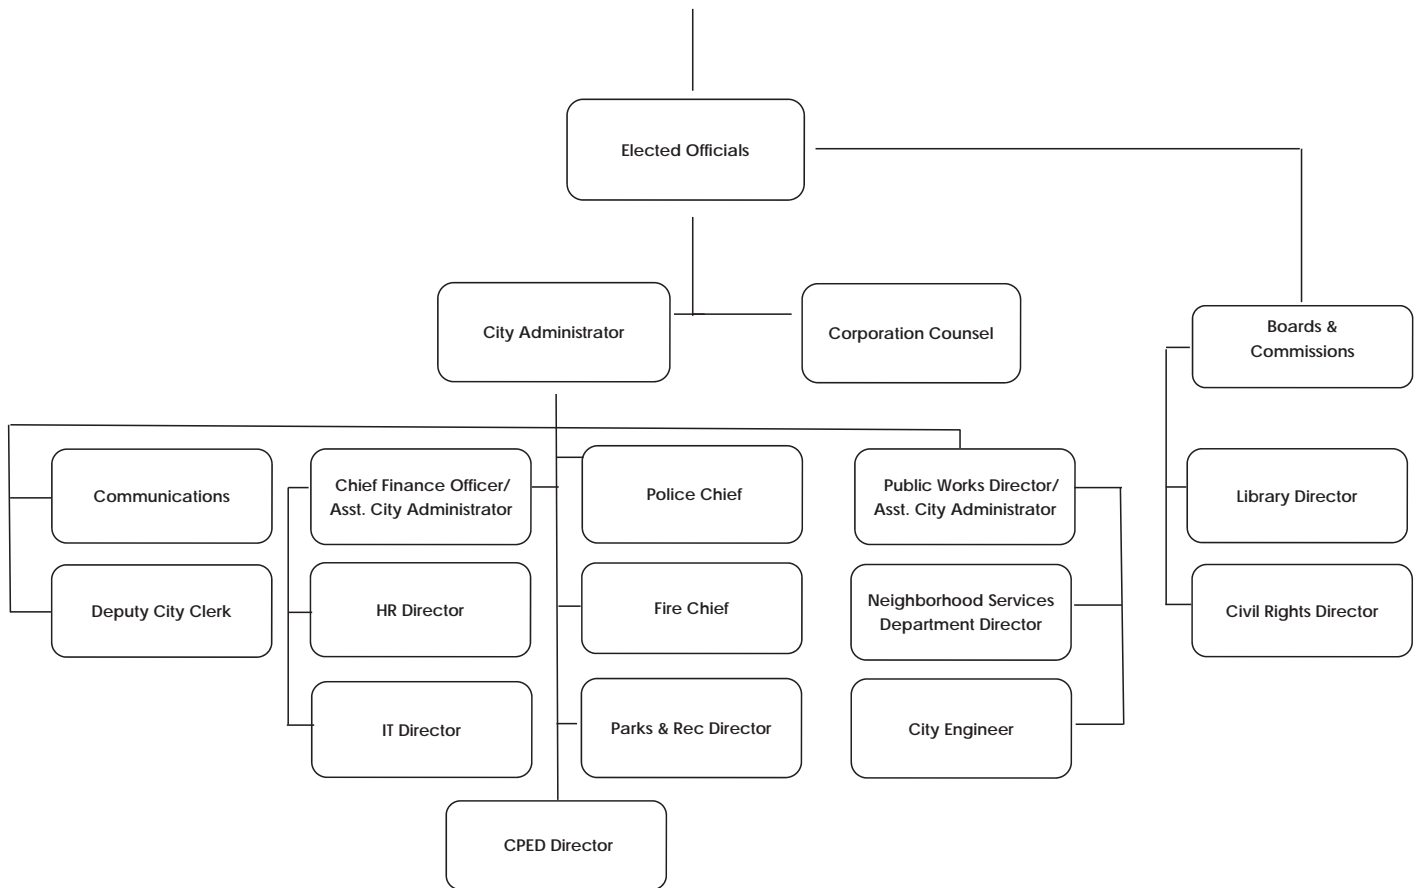 Elected Officials
City Administrator
Corporation Counsel
Boards &
Commissions
Communications
Chief Finance Officer/
Asst. City Administrator
Police Chief
Public Works Director/
Asst. City Administrator
Library Director
Deputy City Clerk
HR Director
Fire Chief
Neighborhood Services
Department Director
Civil Rights Director
IT Director
Parks & Rec Director
City Engineer
CPED Director